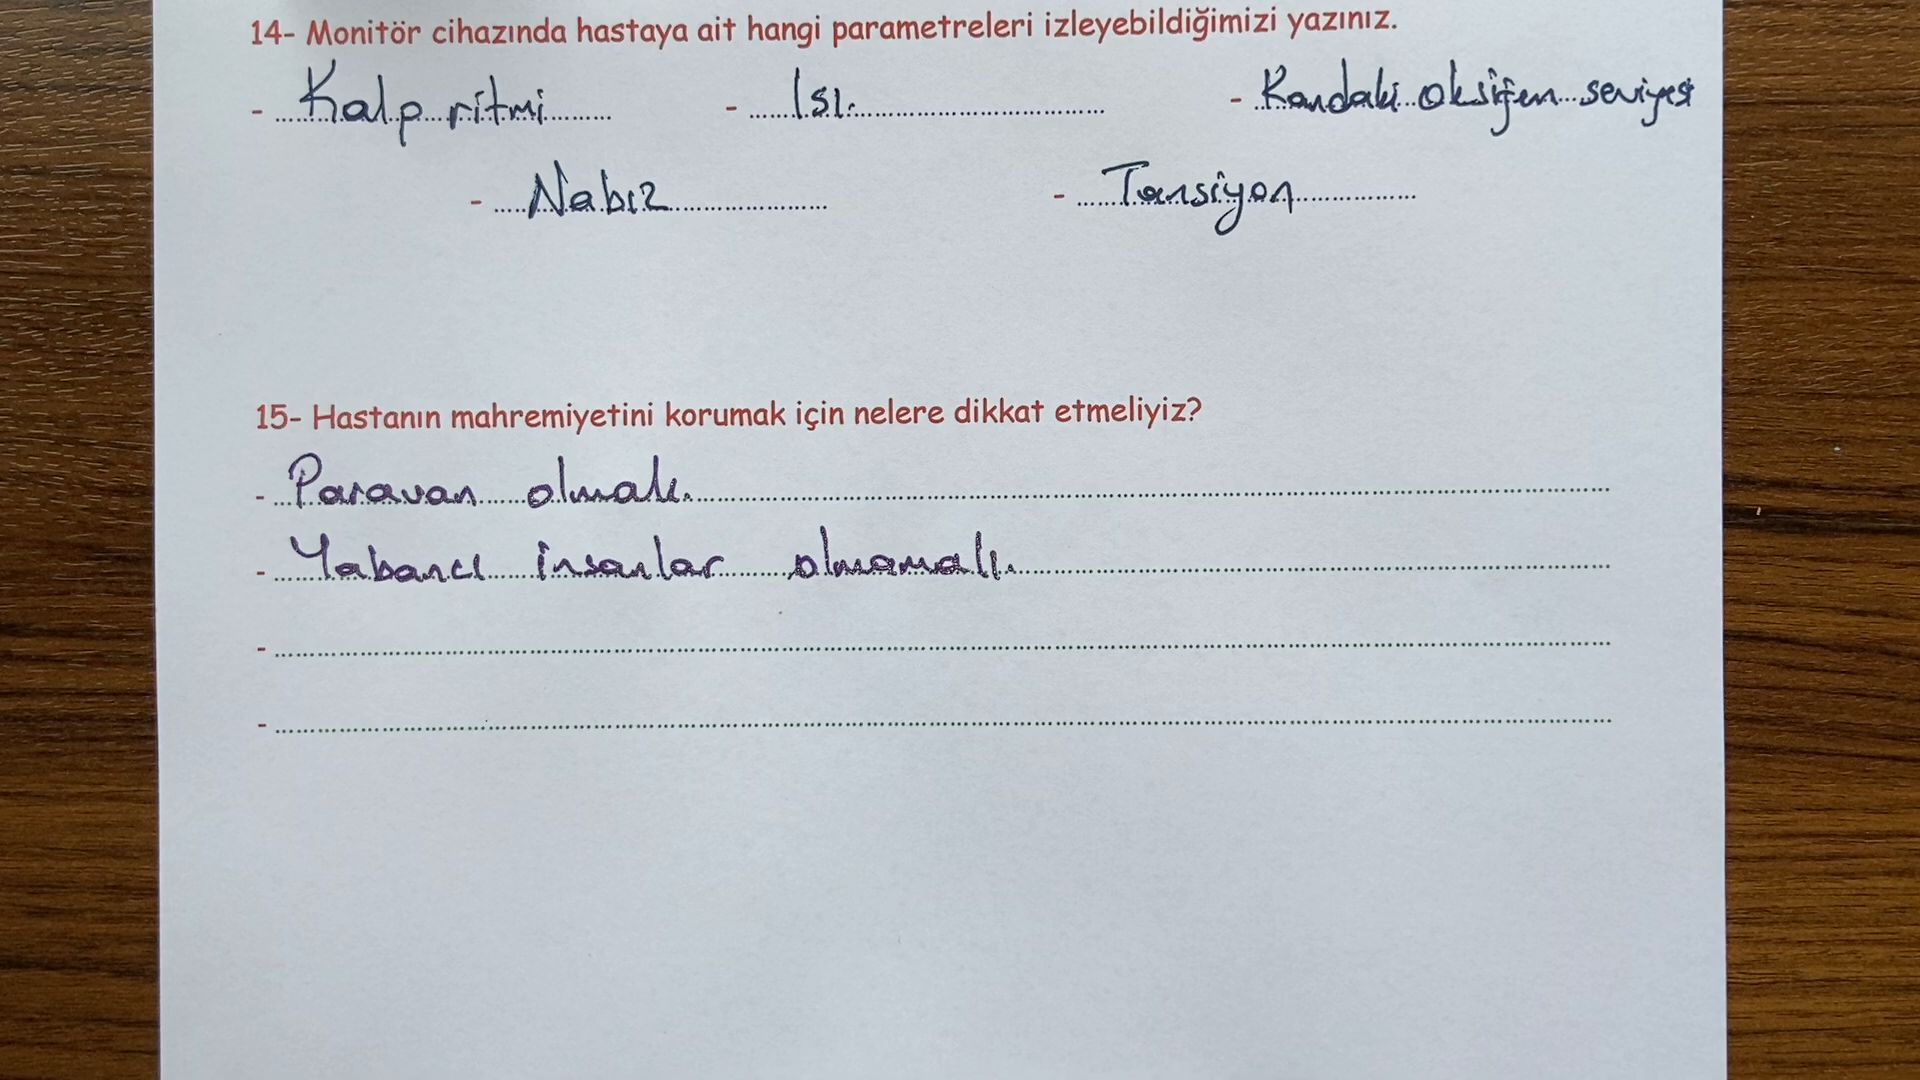 14- Monitör cihazında hastaya ait hangi parametreleri izleyebildiğimizi yazınız.
- Kalp ritmi - Isı. - Kandaki oksijen seviyesi
- Nabız - Tansiyon
15- Hastanın mahremiyetini korumak için nelere dikkat etmeliyiz?
- Paravan olmalı.
- Yabancı insanlar olmamalı.
-
-